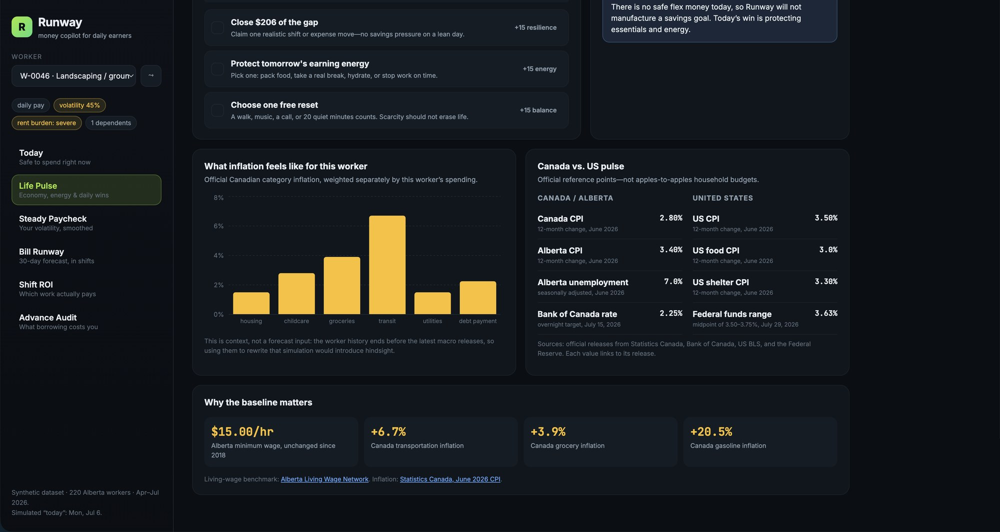 R
Runway
money copilot for daily earners
WORKER
W-0046 · Landscaping / groun
→
daily pay
volatility 45%
rent burden: severe
1 dependents
Today
Safe to spend right now
Life Pulse
Economy, energy & daily wins
Steady Paycheck
Your volatility, smoothed
Bill Runway
30-day forecast, in shifts
Shift ROI
Which work actually pays
Advance Audit
What borrowing costs you
Synthetic dataset · 220 Alberta workers · Apr–Jul
2026.
Simulated “today”: Mon, Jul 6.
Close $206 of the gap
Claim one realistic shift or expense move—no savings pressure on a lean day.
+15 resilience
Protect tomorrow's earning energy
Pick one: pack food, take a real break, hydrate, or stop work on time.
+15 energy
Choose one free reset
A walk, music, a call, or 20 quiet minutes counts. Scarcity should not erase life.
+15 balance
There is no safe flex money today, so Runway will not
manufacture a savings goal. Today’s win is protecting
essentials and energy.
What inflation feels like for this worker
Official Canadian category inflation, weighted separately by this worker’s spending.
8%
6%
4%
2%
0%
housing
childcare
groceries
transit
utilities
debt payment
This is context, not a forecast input: the worker history ends before the latest macro releases, so
using them to rewrite that simulation would introduce hindsight.
Canada vs. US pulse
Official reference points—not apples-to-apples household budgets.
CANADA / ALBERTA
Canada CPI 2.80%
12-month change, June 2026
Alberta CPI 3.40%
12-month change, June 2026
Alberta unemployment 7.0%
seasonally adjusted, June 2026
Bank of Canada rate 2.25%
overnight target, July 15, 2026
UNITED STATES
US CPI 3.50%
12-month change, June 2026
US food CPI 3.0%
12-month change, June 2026
US shelter CPI 3.30%
12-month change, June 2026
Federal funds range 3.63%
midpoint of 3.50–3.75%, July 29, 2026
Sources: official releases from Statistics Canada, Bank of Canada, US BLS, and the Federal
Reserve. Each value links to its release.
Why the baseline matters
$15.00/hr
Alberta minimum wage, unchanged since
2018
+6.7%
Canada transportation inflation
+3.9%
Canada grocery inflation
+20.5%
Canada gasoline inflation
Living-wage benchmark: Alberta Living Wage Network. Inflation: Statistics Canada, June 2026 CPI.